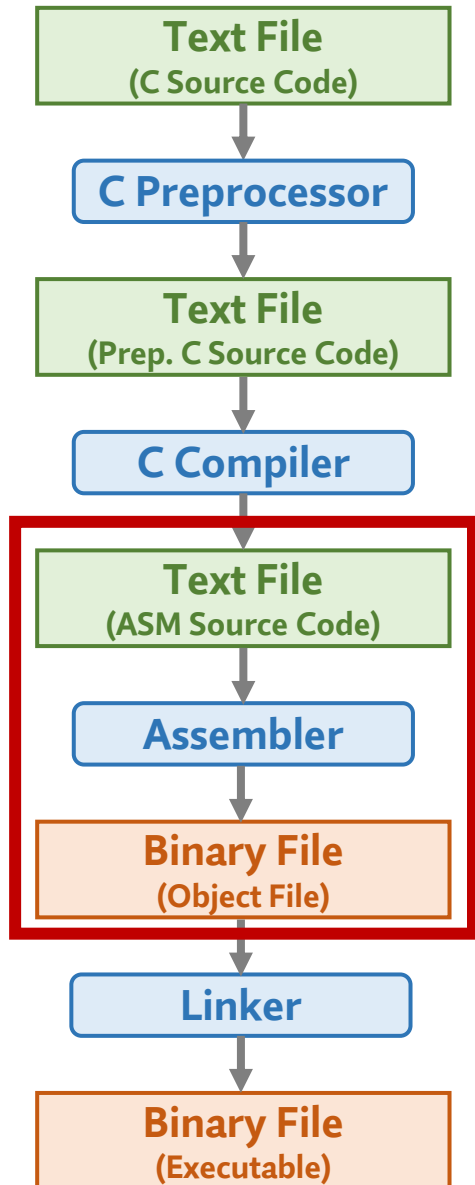 Text File
(C Source Code)
C Preprocessor
Text File
(Prep. C Source Code)
C Compiler
Text File
(ASM Source Code)
Assembler
Binary File
(Object File)
Linker
Binary File
(Executable)